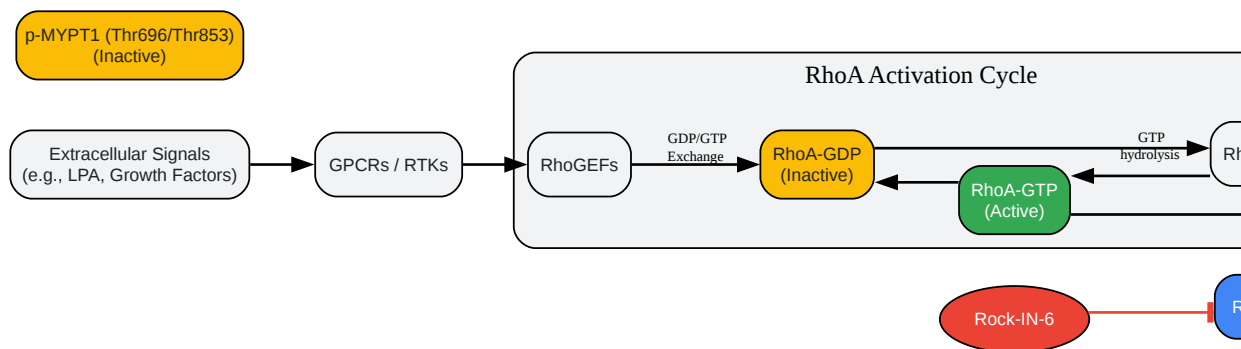 p-MYPT1 (Thr696/Thr853)
(Inactive)
RhoA Activation Cycle
Extracellular Signals
(e.g., LPA, Growth Factors)
GPCRs / RTKs
RhoGEFs
GDP/GTP
Exchange
RhoA-GDP
(Inactive)
GTP
hydrolysis
RhoA-GTP
(Active)
Rock-IN-6